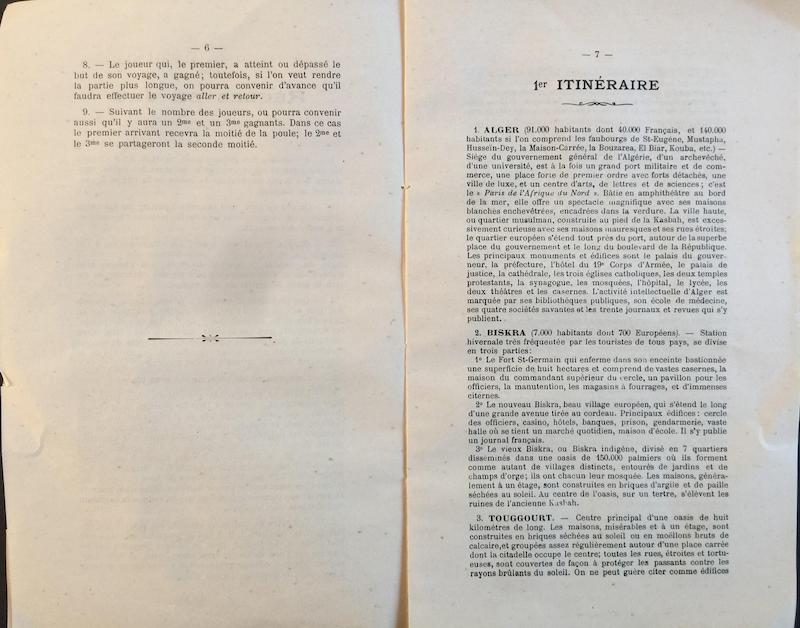 — 6 —
8. — Le joueur qui, le premier, a atteint ou dépassé le
but de son voyage, a gagné; toutefois, si l'on veut rendre
la partie plus longue, on pourra convenir d'avance qu'il
faudra effectuer le voyage aller et retour.
9. — Suivant le nombre des joueurs, ou pourra convenir
aussi qu'il y aura un 2me et un 3me gagnants. Dans ce cas
le premier arrivant recevra la moitié de la poule; le 2me et
le 3me se partageront la seconde moitié.
— 7 —
1er ITINÉRAIRE
1. ALGER (91.000 habitants dont 40.000 Français, et 140.000
habitants si l'on comprend les faubourgs de St-Eugène, Mustapha,
Hussein-Dey, la Maison-Carrée, la Bouzarea, El Biar, Kouba, etc.) —
Siège du gouvernement général de l'Algérie, d'un archevêché,
d'une université, est à la fois un grand port militaire et de com-
merce, une place forte de premier ordre avec forts détachés, une
ville de luxe, et un centre d'arts, de lettres et de sciences; c'est
le « Paris de l'Afrique du Nord ». Bâtie en amphithéâtre au bord
de la mer, elle offre un spectacle magnifique avec ses maisons
blanches enchevêtrées, encadrées dans la verdure. La ville haute,
ou quartier musulman, construite au pied de la Kasbah, est exces-
sivement curieuse avec ses maisons mauresques et ses rues étroites;
le quartier européen s'étend tout près du port, autour de la superbe
place du gouvernement et le long du boulevard de la République.
Les principaux monuments et édifices sont le palais du gouver-
neur, la préfecture, l'hôtel du 19e Corps d'Armée, le palais de
justice, la cathédrale, les trois églises catholiques, les deux temples
protestants, la synagogue, les mosquées, l'hôpital, le lycée, les
deux théâtres et les casernes. L'activité intellectuelle d'Alger est
marquée par ses bibliothèques publiques, son école de médecine,
ses quatre sociétés savantes et les trente journaux et revues qui s'y
publient.
2. BISKRA (7.000 habitants dont 700 Européens). — Station
hivernale très fréquentée par les touristes de tous pays, se divise
en trois parties:
1o Le Fort St-Germain qui enferme dans son enceinte bastionnée
une superficie de huit hectares et comprend de vastes casernes, la
maison du commandant supérieur du cercle, un pavillon pour les
officiers, la manutention, les magasins à fourrages, et d'immenses
citernes.
2o Le nouveau Biskra, beau village européen, qui s'étend le long
d'une grande avenue tirée au cordeau. Principaux édifices: cercle
des officiers, casino, hôtels, banques, prison, gendarmerie, vaste
halle où se tient un marché quotidien, maison d'école. Il s'y publie
un journal français.
3o Le vieux Biskra, ou Biskra indigène, divisé en 7 quartiers
disséminés dans une oasis de 150.000 palmiers où ils forment
comme autant de villages distincts, entourés de jardins et de
champs d'orge; ils ont chacun leur mosquée. Les maisons, généra-
lement à un étage, sont construites en briques d'argile et de paille
séchées au soleil. Au centre de l'oasis, sur un tertre, s'élèvent les
ruines de l'ancienne Kasbah.
3. TOUGGOURT. — Centre principal d'une oasis de huit
kilomètres de long. Les maisons, misérables et à un étage, sont
construites en briques séchées au soleil ou en moëllons bruts de
calcaire,et groupées assez régulièrement autour d'une place carrée
dont la citadelle occupe le centre; toutes les rues, étroites et tortu-
euses, sont couvertes de façon à protéger les passants contre les
rayons brûlants du soleil. On ne peut guère citer comme édifices